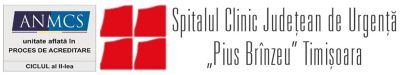 ANMCS
unitate aflată în
PROCES DE ACREDITARE
CICLUL al II-lea
Spitalul Clinic Județean de Urgență
„Pius Brînzeu” Timișoara